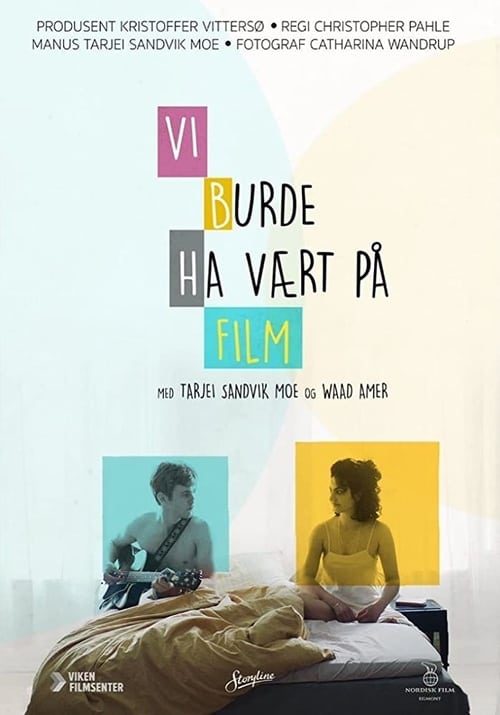 PRODUSENT KRISTOFFER VITTERSØ • REGI CHRISTOPHER PAHLE
MANUS TARJEI SANDVIK MOE • FOTOGRAF CATHARINA WANDRUP
VI
BURDE
HA VÆRT PÅ
FILM
MED TARJEI SANDVIK MOE OG WAAD AMER
VIKEN
FILMSENTER
Storyline
NORDISK FILM
EGMONT